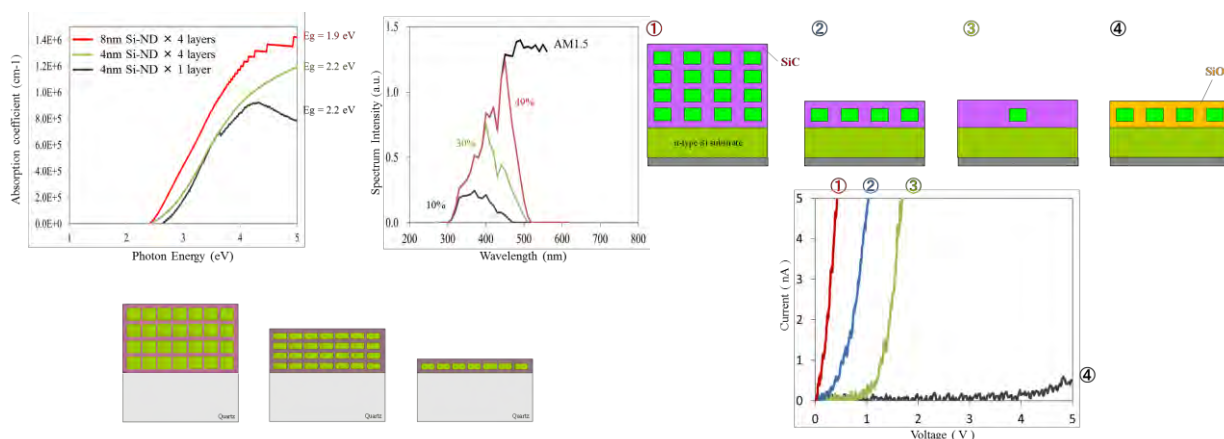 1.4E+6
1.2E+6
1.0E+6
8.0E+5
6.0E+5
4.0E+5
2.0E+5
0.0E+0
Absorption coefficient (cm-1)
8nm Si-ND × 4 layers
4nm Si-ND × 4 layers
4nm Si-ND × 1 layer
Eg = 1.9 eV
Eg = 2.2 eV
Eg = 2.2 eV
1 2 3 4 5
Photon Energy (eV)
1.5
1.0
0.5
0.0
Spectrum Intensity (a.u.)
AM1.5
49%
30%
10%
200 300 400 500 600 700 800
Wavelength (nm)
① ② ③ ④
SiC
SiO
n-type-Si substrate
① ② ③
5
4
3
2
1
0
Current ( nA )
④
0 1 2 3 4 5
Voltage ( V )
Quartz
Quartz
Quartz